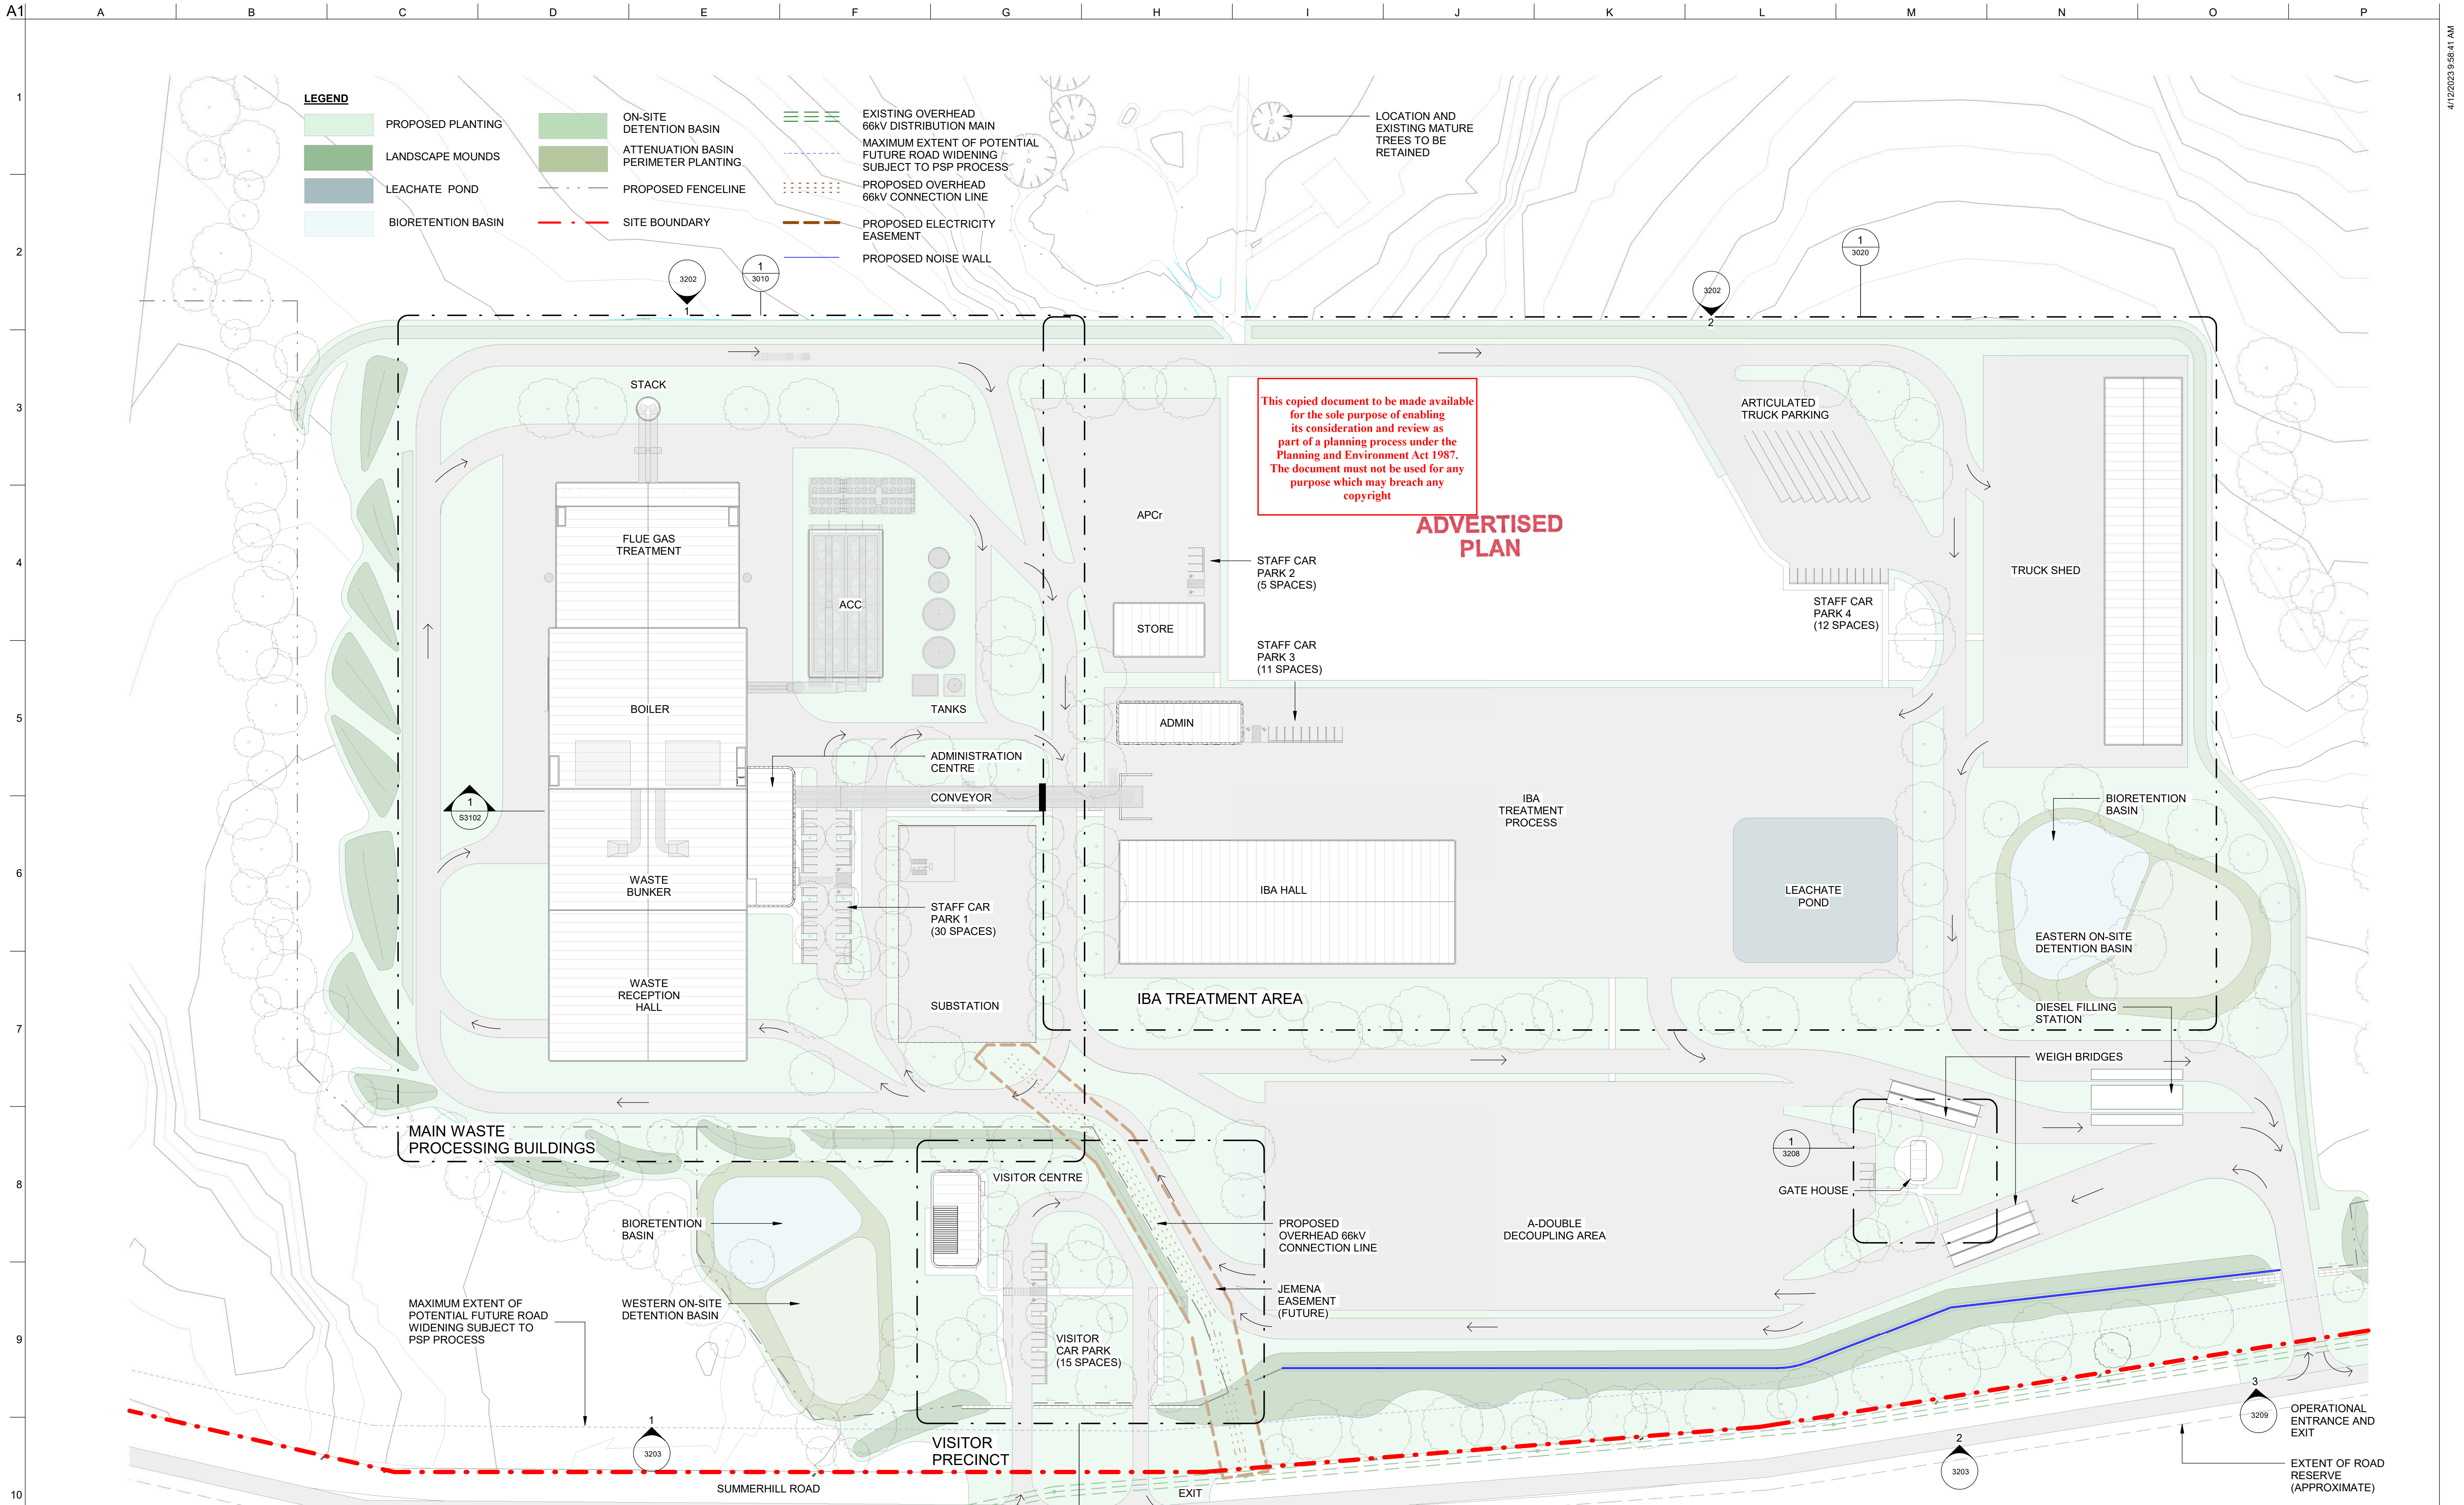 A1
A B C D E F G H I J K L M N O P
4/12/2023 9:58:41 AM
1
2
3
4
5
6
7
8
9
10
LEGEND
PROPOSED PLANTING
LANDSCAPE MOUNDS
LEACHATE POND
BIORETENTION BASIN
ON-SITE
DETENTION BASIN
ATTENUATION BASIN
PERIMETER PLANTING
PROPOSED FENCELINE
SITE BOUNDARY
EXISTING OVERHEAD
66kV DISTRIBUTION MAIN
MAXIMUM EXTENT OF POTENTIAL
FUTURE ROAD WIDENING
SUBJECT TO PSP PROCESS
PROPOSED OVERHEAD
66kV CONNECTION LINE
PROPOSED ELECTRICITY
EASEMENT
PROPOSED NOISE WALL
LOCATION AND
EXISTING MATURE
TREES TO BE
RETAINED
3202
1
1
3010
3202
2
1
3020
STACK
This copied document to be made available
for the sole purpose of enabling
its consideration and review as
part of a planning process under the
Planning and Environment Act 1987.
The document must not be used for any
purpose which may breach any
copyright
ADVERTISED
PLAN
ARTICULATED
TRUCK PARKING
APCr
FLUE GAS
TREATMENT
STAFF CAR
PARK 2
(5 SPACES)
TRUCK SHED
ACC
STORE
STAFF CAR
PARK 4
(12 SPACES)
STAFF CAR
PARK 3
(11 SPACES)
BOILER
TANKS
ADMIN
ADMINISTRATION
CENTRE
CONVEYOR
1
S3102
IBA
TREATMENT
PROCESS
BIORETENTION
BASIN
WASTE
BUNKER
IBA HALL
LEACHATE
POND
STAFF CAR
PARK 1
(30 SPACES)
EASTERN ON-SITE
DETENTION BASIN
WASTE
RECEPTION
HALL
SUBSTATION
IBA TREATMENT AREA
DIESEL FILLING
STATION
WEIGH BRIDGES
MAIN WASTE
PROCESSING BUILDINGS
1
3208
VISITOR CENTRE
GATE HOUSE
BIORETENTION
BASIN
PROPOSED
OVERHEAD 66kV
CONNECTION LINE
A-DOUBLE
DECOUPLING AREA
MAXIMUM EXTENT OF
POTENTIAL FUTURE ROAD
WIDENING SUBJECT TO
PSP PROCESS
WESTERN ON-SITE
DETENTION BASIN
JEMENA
EASEMENT
(FUTURE)
VISITOR
CAR PARK
(15 SPACES)
1
3203
VISITOR
PRECINCT
2
3203
3
3209
OPERATIONAL
ENTRANCE AND
EXIT
EXTENT OF ROAD
RESERVE
(APPROXIMATE)
SUMMERHILL ROAD
EXIT